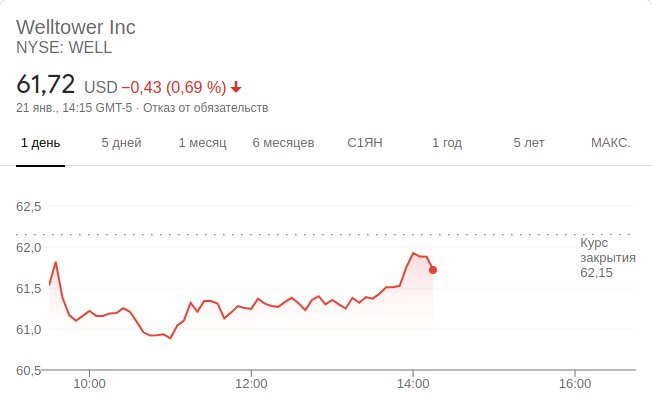 Welltower Inc
NYSE: WELL
61,72 USD −0,43 (0,69 %)
21 янв., 14:15 GMT-5 · Отказ от обязательств
1 день 5 дней 1 месяц 6 месяцев С1ЯН 1 год 5 лет МАКС.
62,5
62,0
61,5
61,0
60,5
Курс
закрытия
62,15
10:00 12:00 14:00 16:00